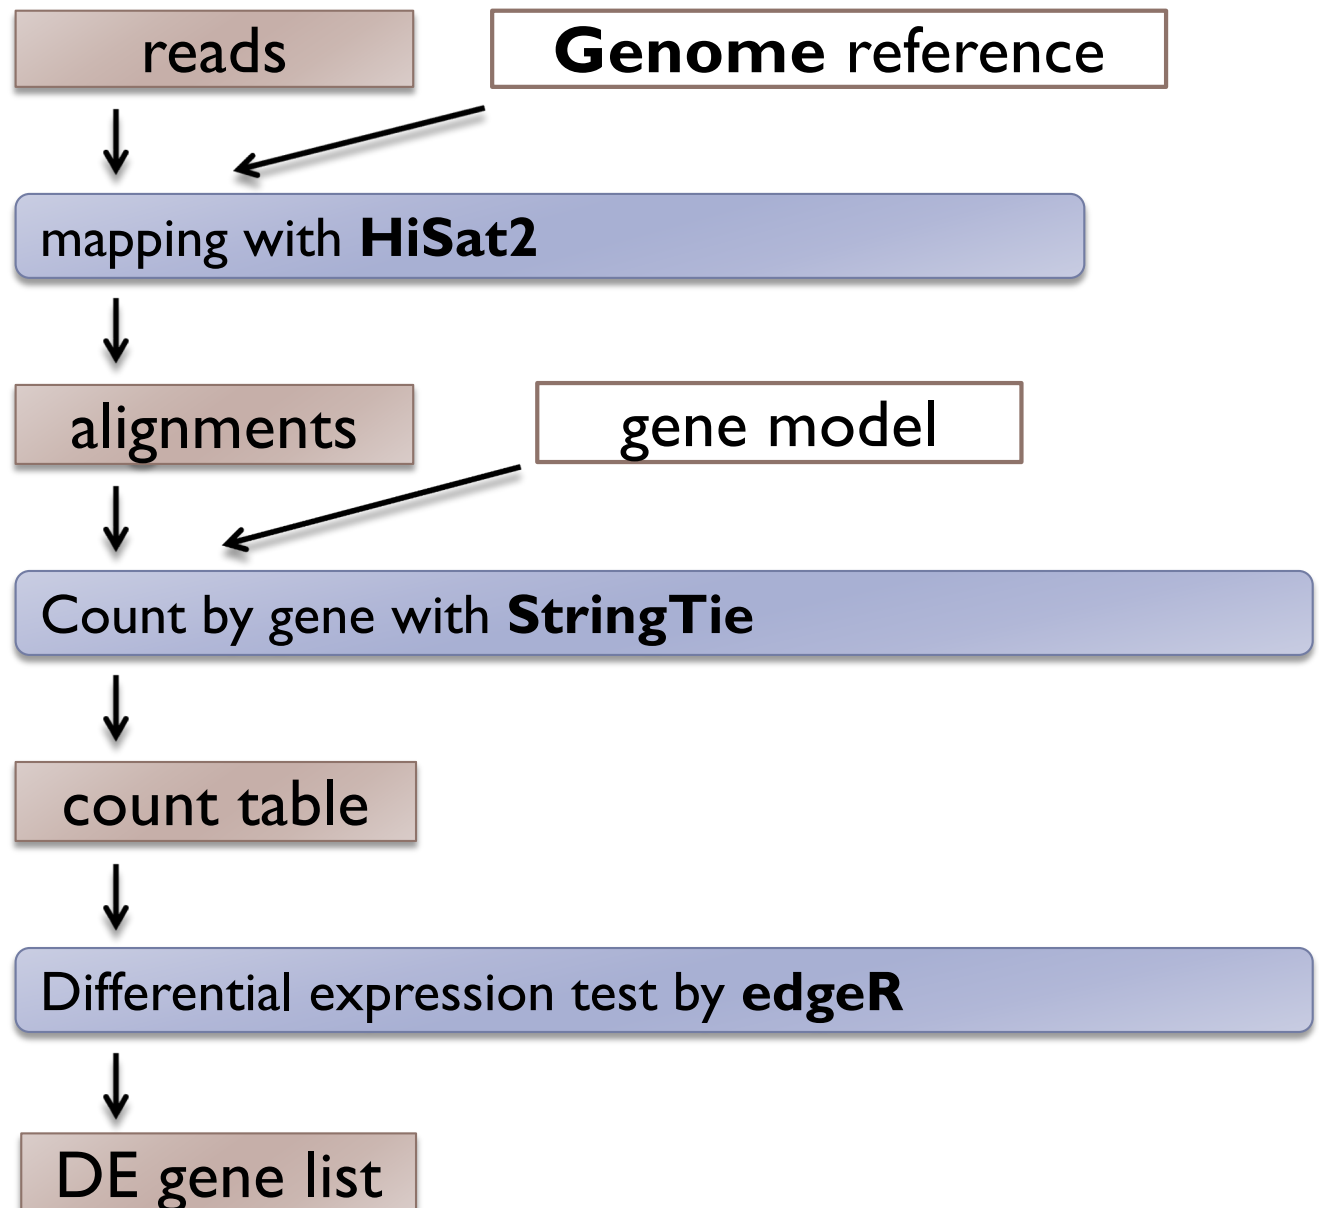 reads
Genome reference
mapping with HiSat2
alignments
gene model
Count by gene with StringTie
count table
Differential expression test by edgeR
DE gene list